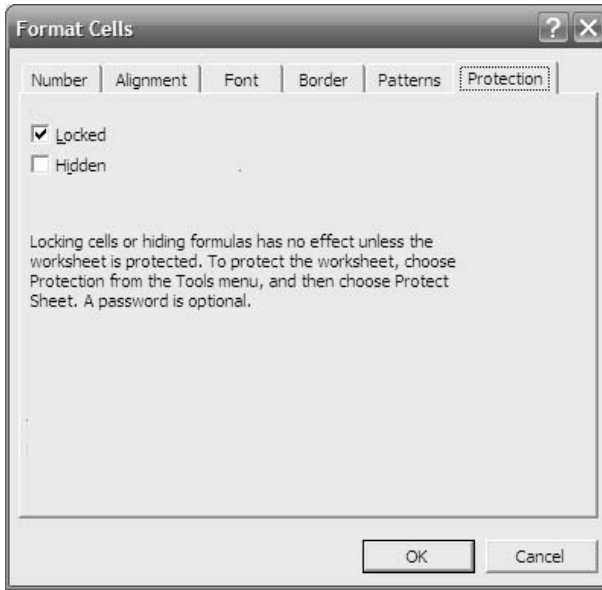 Format Cells
Number Alignment Font Border Patterns Protection
Locked
Hidden
Locking cells or hiding formulas has no effect unless the
worksheet is protected. To protect the worksheet, choose
Protection from the Tools menu, and then choose Protect
Sheet. A password is optional.
OK Cancel